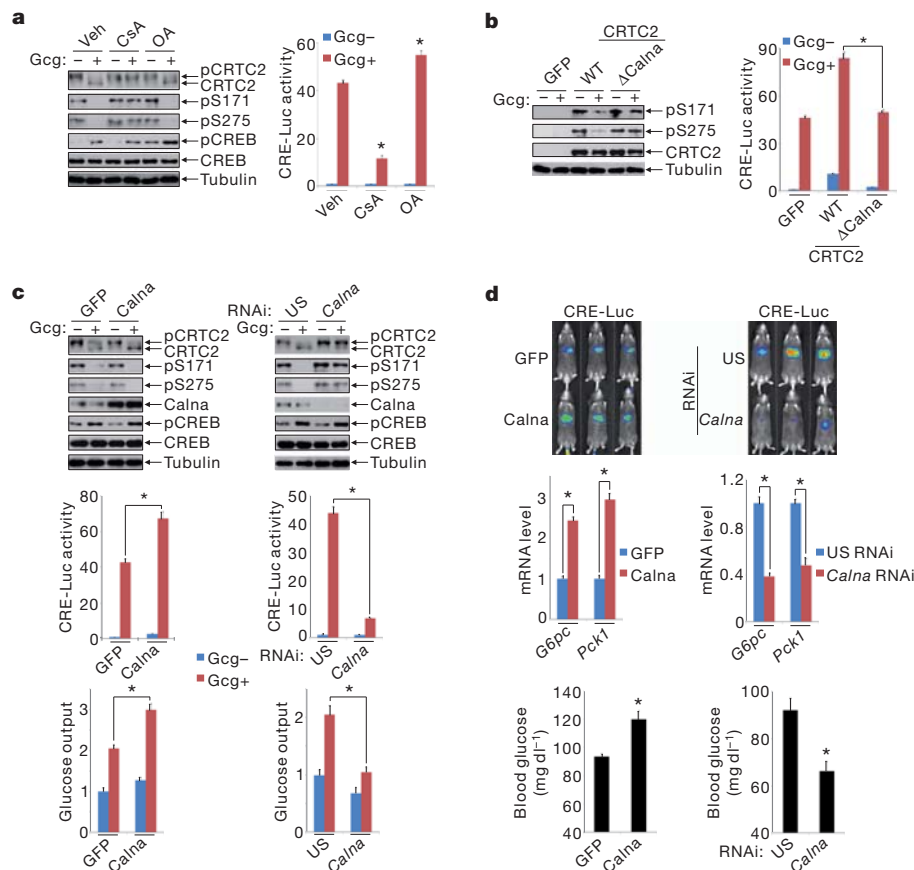 a
Veh CsA OA
Gcg: – + – + – +
pCRTC2
CRTC2
pS171
pS275
pCREB
CREB
Tubulin
CRE-Luc activity
60
40
20
0
Gcg–
Gcg+
*
*
Veh
CsA
OA
b
CRTC2
GFP WT ΔCalna
Gcg: – + – + – +
pS171
pS275
CRTC2
Tubulin
CRE-Luc activity
90
60
30
0
Gcg–
Gcg+
*
GFP
WT
ΔCalna
CRTC2
c
GFP Calna
Gcg: – + – +
pCRTC2
CRTC2
pS171
pS275
Calna
pCREB
CREB
Tubulin
RNAi: US Calna
Gcg: – + – +
pCRTC2
CRTC2
pS171
pS275
Calna
pCREB
CREB
Tubulin
CRE-Luc activity
80
60
40
20
0
*
GFP
Calna
CRE-Luc activity
50
40
30
20
10
0
*
RNAi: US Calna
Gcg–
Gcg+
Glucose output
3
2
1
0
*
GFP
Calna
Glucose output
3
2
1
0
*
RNAi: US Calna
d
CRE-Luc
GFP
Calna
CRE-Luc
RNAi
US
Calna
mRNA level
3
2
1
0
*
*
G6pc
Pck1
GFP
Calna
mRNA level
1.2
0.8
0.4
0
*
*
G6pc
Pck1
US RNAi
Calna RNAi
Blood glucose
(mg dl–1)
140
120
100
80
60
40
*
GFP
Calna
Blood glucose
(mg dl–1)
100
80
60
40
*
RNAi: US Calna